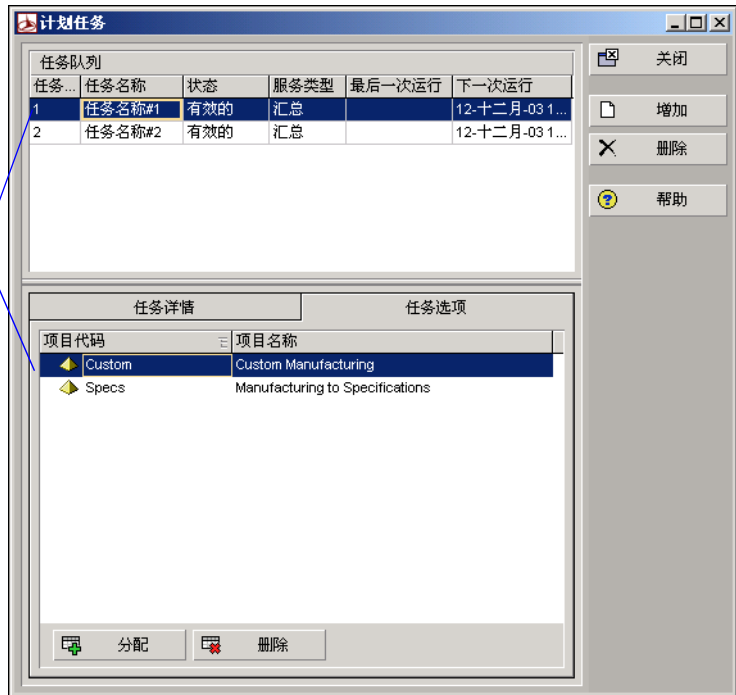 计划任务
任务队列
任务... 任务名称 状态 服务类型 最后一次运行 下一次运行
1 任务名称#1 有效的 汇总 12-十二月-03 1...
2 任务名称#2 有效的 汇总 12-十二月-03 1...
关闭
增加
删除
帮助
任务详情 任务选项
项目代码 项目名称
Custom Custom Manufacturing
Specs Manufacturing to Specifications
分配 删除